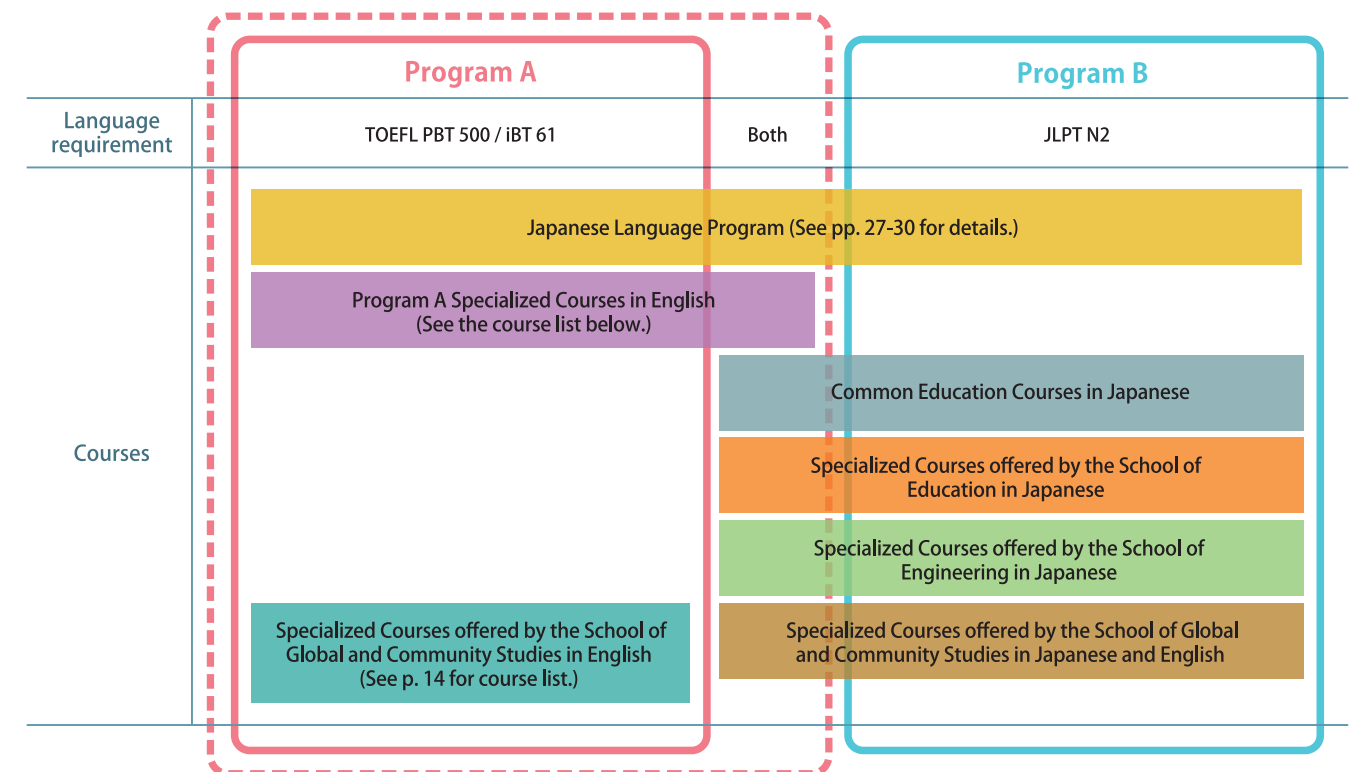 Program A
Program B
Language
requirement
TOEFL PBT 500 / iBT 61
Both
JLPT N2
Courses
Japanese Language Program (See pp. 27-30 for details.)
Program A Specialized Courses in English
(See the course list below.)
Common Education Courses in Japanese
Specialized Courses offered by the School of
Education in Japanese
Specialized Courses offered by the School of
Engineering in Japanese
Specialized Courses offered by the School of
Global and Community Studies in English
(See p. 14 for course list.)
Specialized Courses offered by the School of Global
and Community Studies in Japanese and English